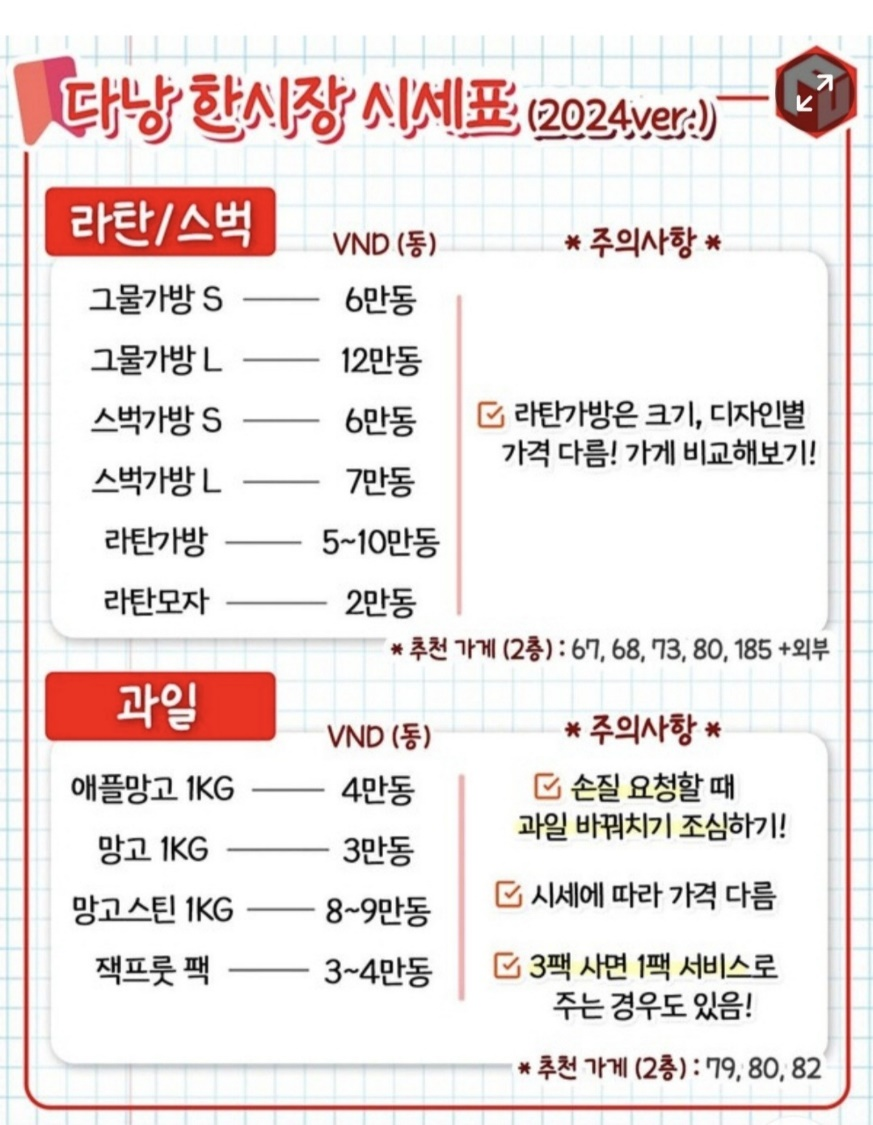 다낭 한시장 시세표 (2024ver.)
라탄/스벅
VND (동)
* 주의사항 *
그물가방 S 6만동
그물가방 L 12만동
스벅가방 S 6만동
스벅가방 L 7만동
라탄가방 5~10만동
라탄모자 2만동
라탄가방은 크기, 디자인별
가격 다름! 가게 비교해보기!
* 추천 가게 (2층) : 67, 68, 73, 80, 185 +외부
과일
VND (동)
* 주의사항 *
애플망고 1KG 4만동
망고 1KG 3만동
망고스틴 1KG 8~9만동
잭프룻 팩 3~4만동
손질 요청할 때
과일 바꿔치기 조심하기!
시세에 따라 가격 다름
3팩 사면 1팩 서비스로
주는 경우도 있음!
* 추천 가게 (2층) : 79, 80, 82